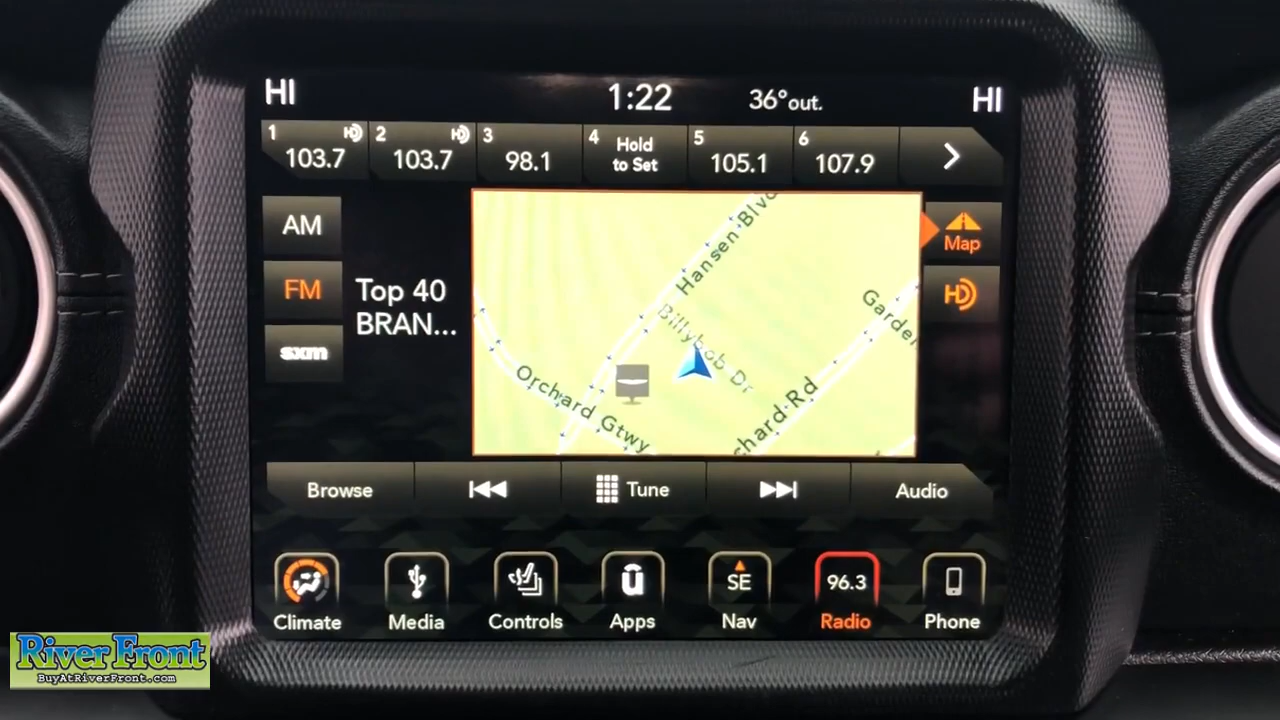 HI 1:22 36°out. HI
1 103.7 HD 2 103.7 HD 3 98.1 4 Hold to Set 5 105.1 6 107.9
AM
FM
sxm
Top 40
BRAN...
Hansen Blvd
Billybob Dr
Garden
Orchard Gtwy
chard Rd
Map
HD
Browse Tune Audio
SE 96.3
Climate Media Controls Apps Nav Radio Phone
River Front
BuyAtRiverFront.com